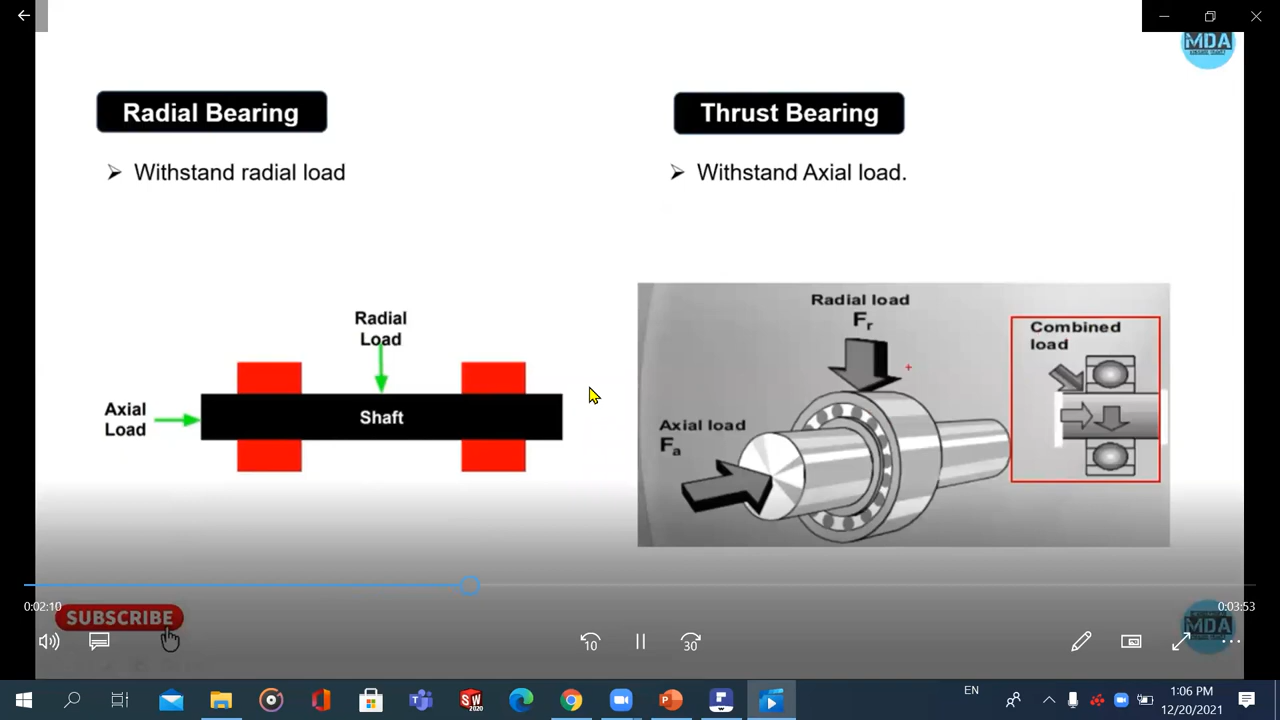 MDA
Radial Bearing
Withstand radial load
Thrust Bearing
Withstand Axial load.
Radial
Load
Axial
Load
Shaft
Radial load
Fr
Axial load
Fa
Combined
load
0:02:10
0:03:53
SUBSCRIBE
MDA
10
30
SW
2020
EN
1:06 PM
12/20/2021